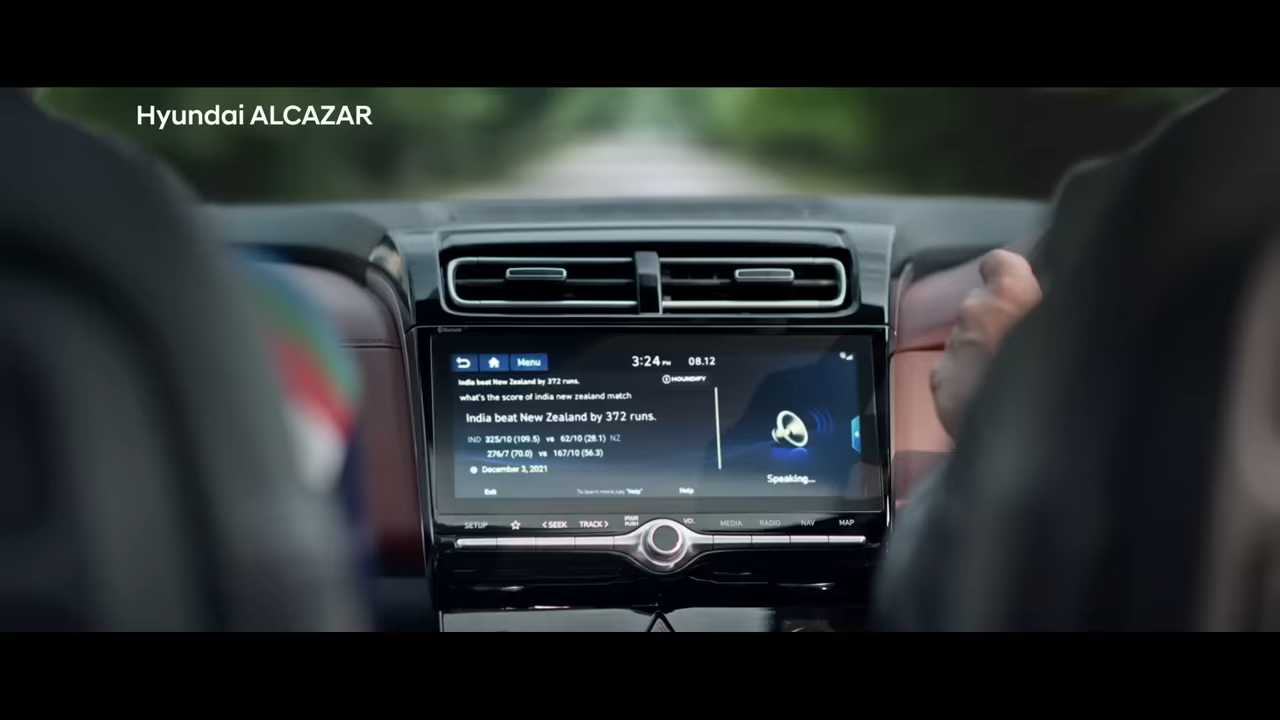 Hyundai ALCAZAR
Menu
3:24 PM 08.12
India beat New Zealand by 372 runs.
HOUNDIFY
what's the score of india new zealand match
India beat New Zealand by 372 runs.
IND 325/10 (109.5) vs 62/10 (28.1) NZ
276/7 (70.0) vs 167/10 (56.3)
December 3, 2021
Speaking...
Exit
To learn more, say "Help"
Help
SETUP
< SEEK
TRACK >
PWR
PUSH
VOL
MEDIA
RADIO
NAV
MAP